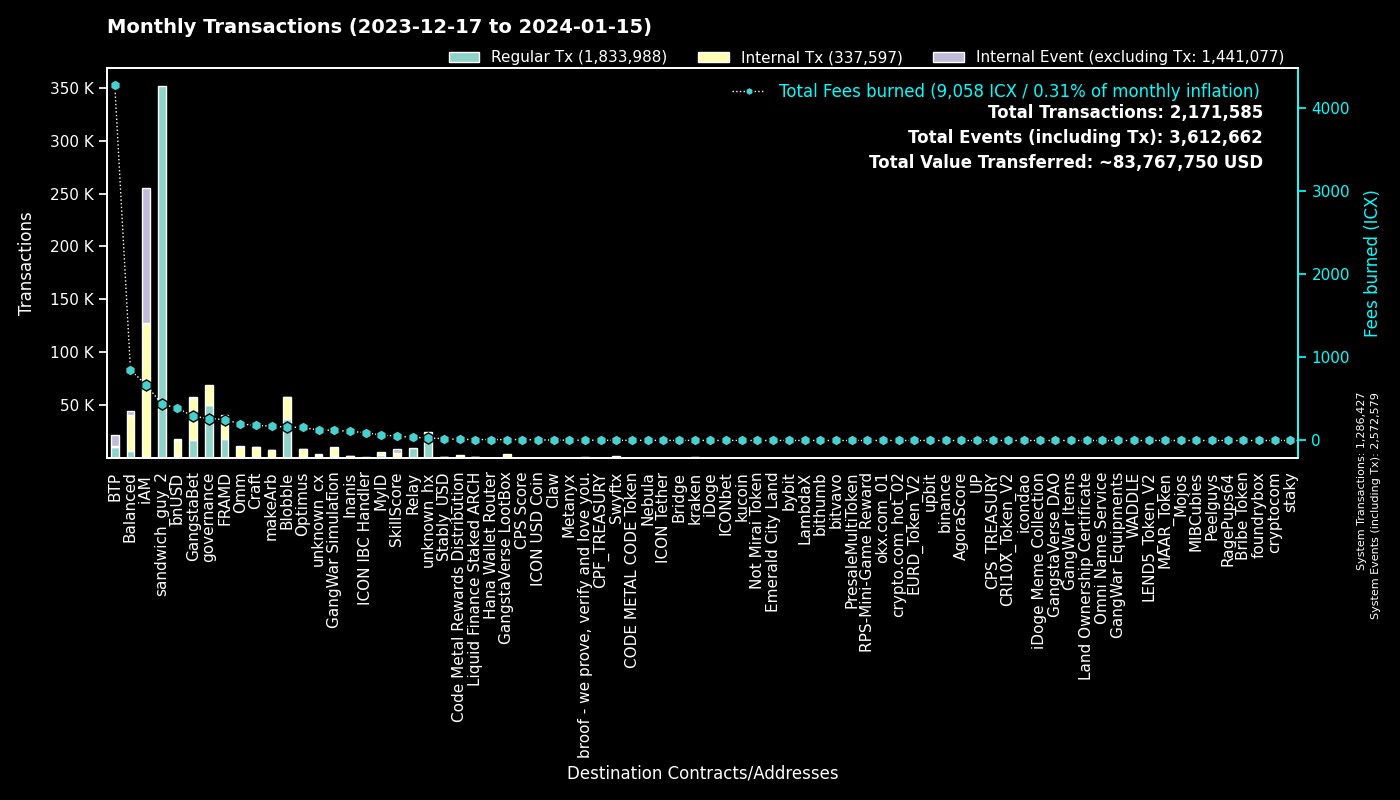 Monthly Transactions (2023-12-17 to 2024-01-15)
Regular Tx (1,833,988)
Internal Tx (337,597)
Internal Event (excluding Tx: 1,441,077)
Total Fees burned (9,058 ICX / 0.31% of monthly inflation)
Total Transactions: 2,171,585
Total Events (including Tx): 3,612,662
Total Value Transferred: ~83,767,750 USD
Transactions
350 K
300 K
250 K
200 K
150 K
100 K
50 K
4000
3000
2000
1000
0
Fees burned (ICX)
System Transactions: 1,286,427
System Events (including Tx): 2,572,579
BTP
Balanced
iAM
sandwich_guy_2
bnUSD
GangstaBet
governance
FRAMD
Omm
Craft
makeArb
Blobble
Optimus
unknown_cx
GangWar Simulation
Inanis
ICON IBC Handler
MyID
SkillScore
Relay
unknown_hx
Stably_USD
Code Metal Rewards Distribution
Liquid Finance Staked ARCH
Hana Wallet Router
GangstaVerse LootBox
CPS Score
ICON USD Coin
Claw
Metanyx
broof - we prove, verify and love you.
CPF_TREASURY
Swyftx
CODE METAL CODE Token
Nebula
ICON Tether
Bridge
kraken
iDoge
ICONbet
kucoin
Not Mirai Token
Emerald City Land
bybit
LambdaX
bithumb
bitvavo
PresaleMultiToken
RPS-Mini-Game Reward
okx.com_01
crypto.com_hot_02
EURD_Token_V2
upbit
binance
AgoraScore
UP
CPS_TREASURY
CRI10X_Token_V2
icondao
iDoge Meme Collection
GangstaVerse DAO
GangWar Items
Land Ownership Certificate
Omni Name Service
GangWar Equipments
WADDLE
LEND5_Token_V2
MAAR_Token
Mojos
MIBCubies
Peelguys
RagePups64
Bribe Token
foundrybox
cryptocom
staky
Destination Contracts/Addresses